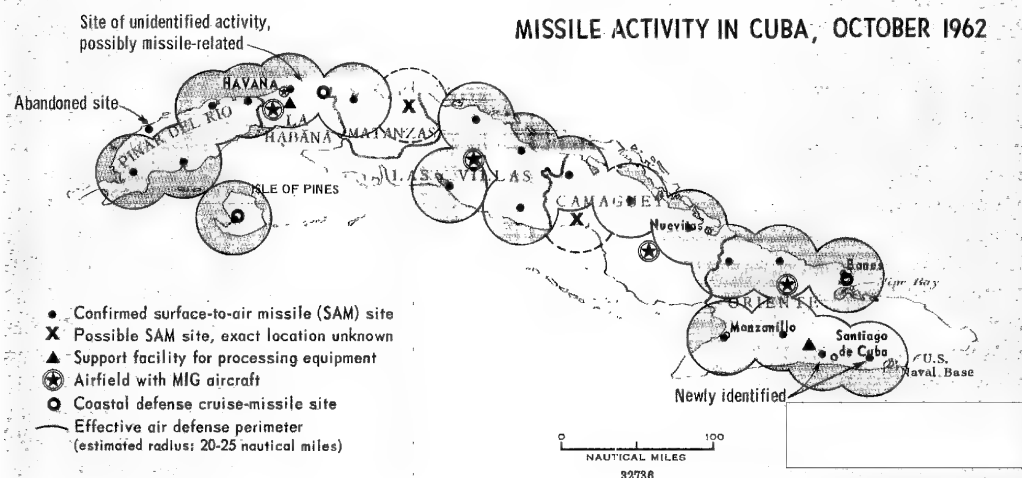 MISSILE ACTIVITY IN CUBA, OCTOBER 1962
Site of unidentified activity,
possibly missile-related
Abandoned site
HAVANA
PINAR DEL RIO
LA
HABANA
MATANZAS
X
ISLE OF PINES
LAS VILLAS
CAMAGUEY
X
Nuevitas
Banes
ORIENTE
Manzanillo
Santiago
de Cuba
U.S.
Naval Base
Newly identified
Confirmed surface-to-air missile (SAM) site
X Possible SAM site, exact location unknown
Support facility for processing equipment
Airfield with MIG aircraft
Coastal defense cruise-missile site
Effective air defense perimeter
(estimated radius: 20-25 nautical miles)
0 100
NAUTICAL MILES
32736